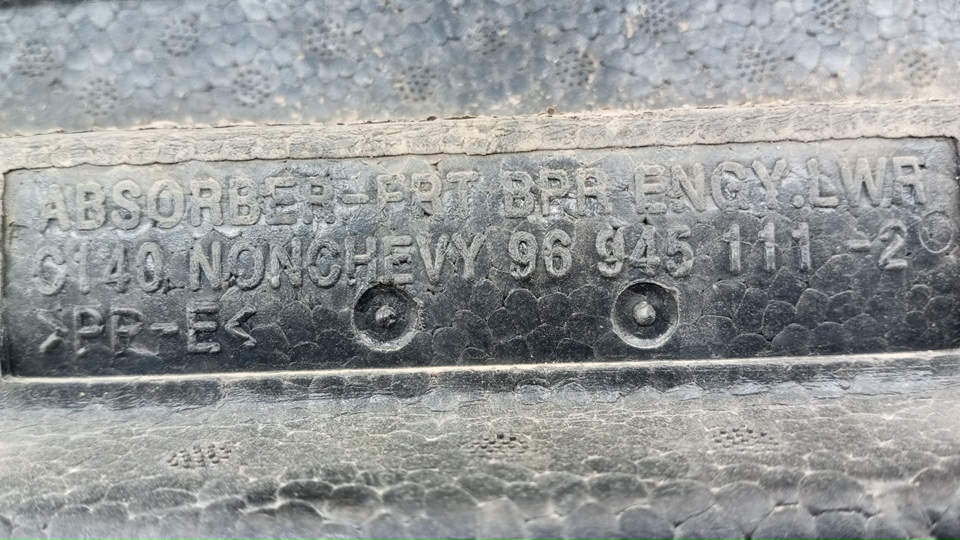 ABSORBER-FRT BPR ENGY.LWR
C140 NONCHEVY 96 945 111 -2
>PP-E<